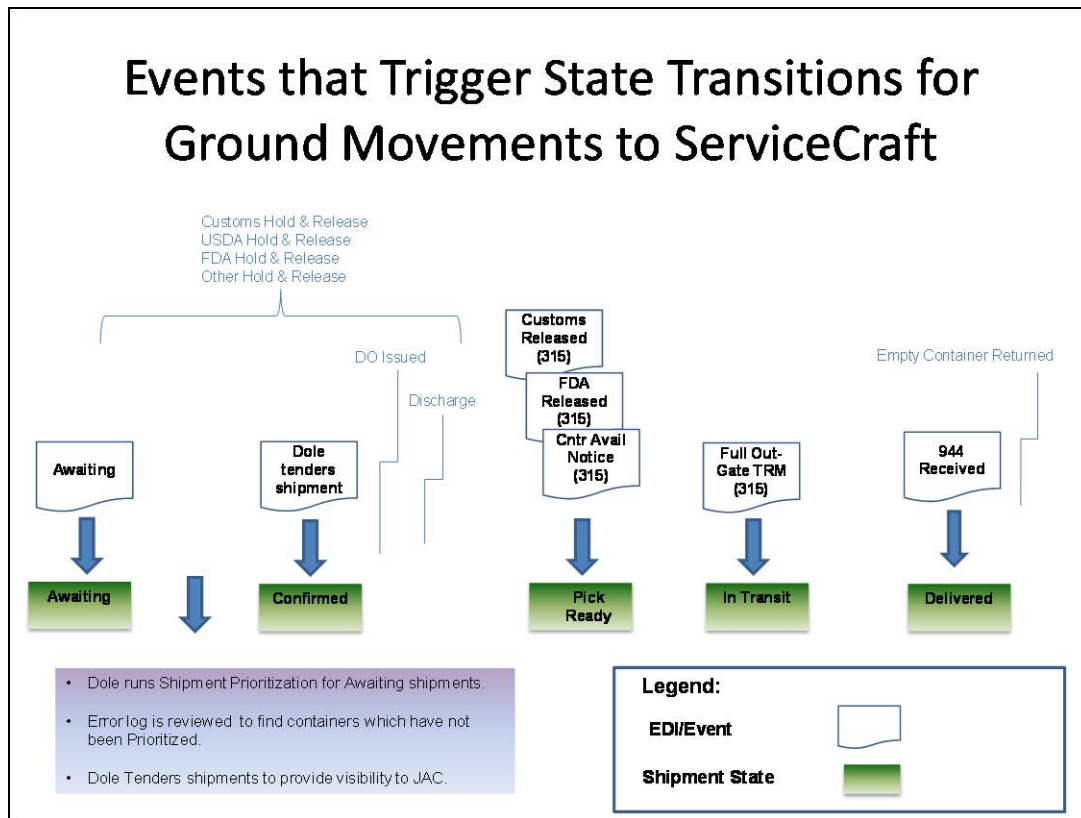 Events that Trigger State Transitions for
Ground Movements to ServiceCraft
Customs Hold & Release
USDA Hold & Release
FDA Hold & Release
Other Hold & Release
DO Issued
Discharge
Customs
Released
(315)
FDA
Released
(315)
Cntr Avail
Notice
(315)
Empty Container Returned
Awaiting
Dole
tenders
shipment
Full Out-
Gate TRM
(315)
944
Received
Awaiting
Confirmed
Pick
Ready
In Transit
Delivered
• Dole runs Shipment Prioritization for Awaiting shipments.
• Error log is reviewed to find containers which have not
been Prioritized.
• Dole Tenders shipments to provide visibility to JAC.
Legend:
EDI/Event
Shipment State